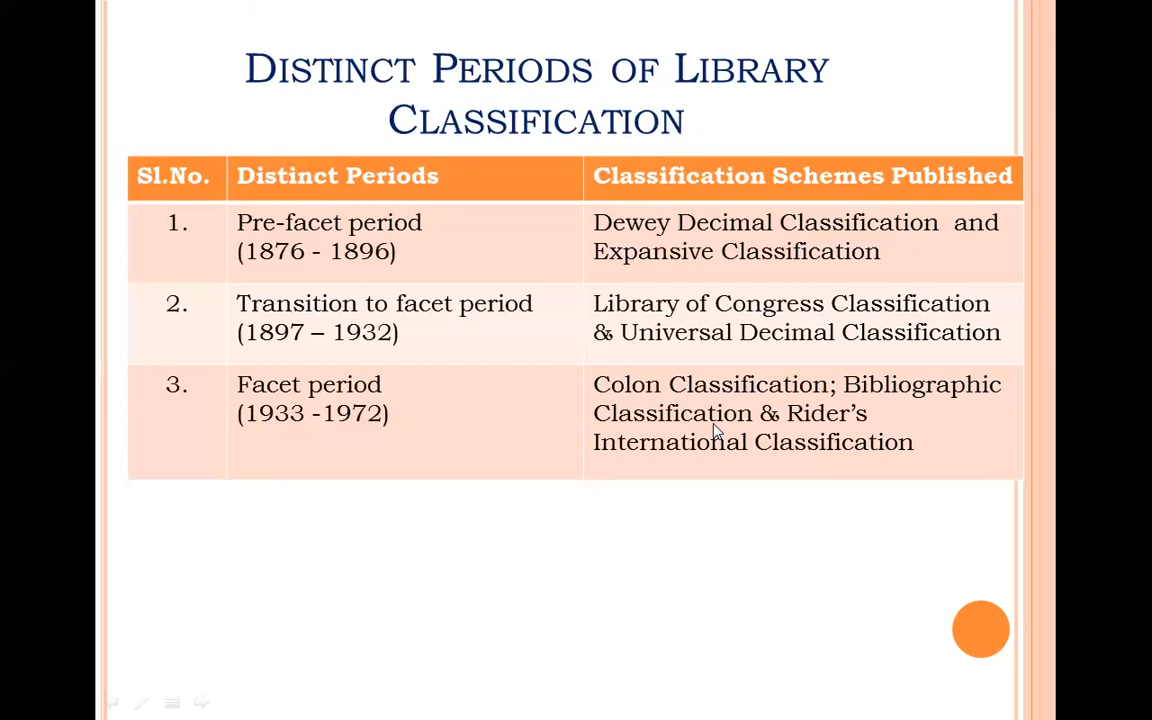 DISTINCT PERIODS OF LIBRARY
CLASSIFICATION
Sl.No. Distinct Periods Classification Schemes Published
1. Pre-facet period Dewey Decimal Classification and
(1876 - 1896) Expansive Classification
2. Transition to facet period Library of Congress Classification
(1897 – 1932) & Universal Decimal Classification
3. Facet period Colon Classification; Bibliographic
(1933 -1972) Classification & Rider's
International Classification